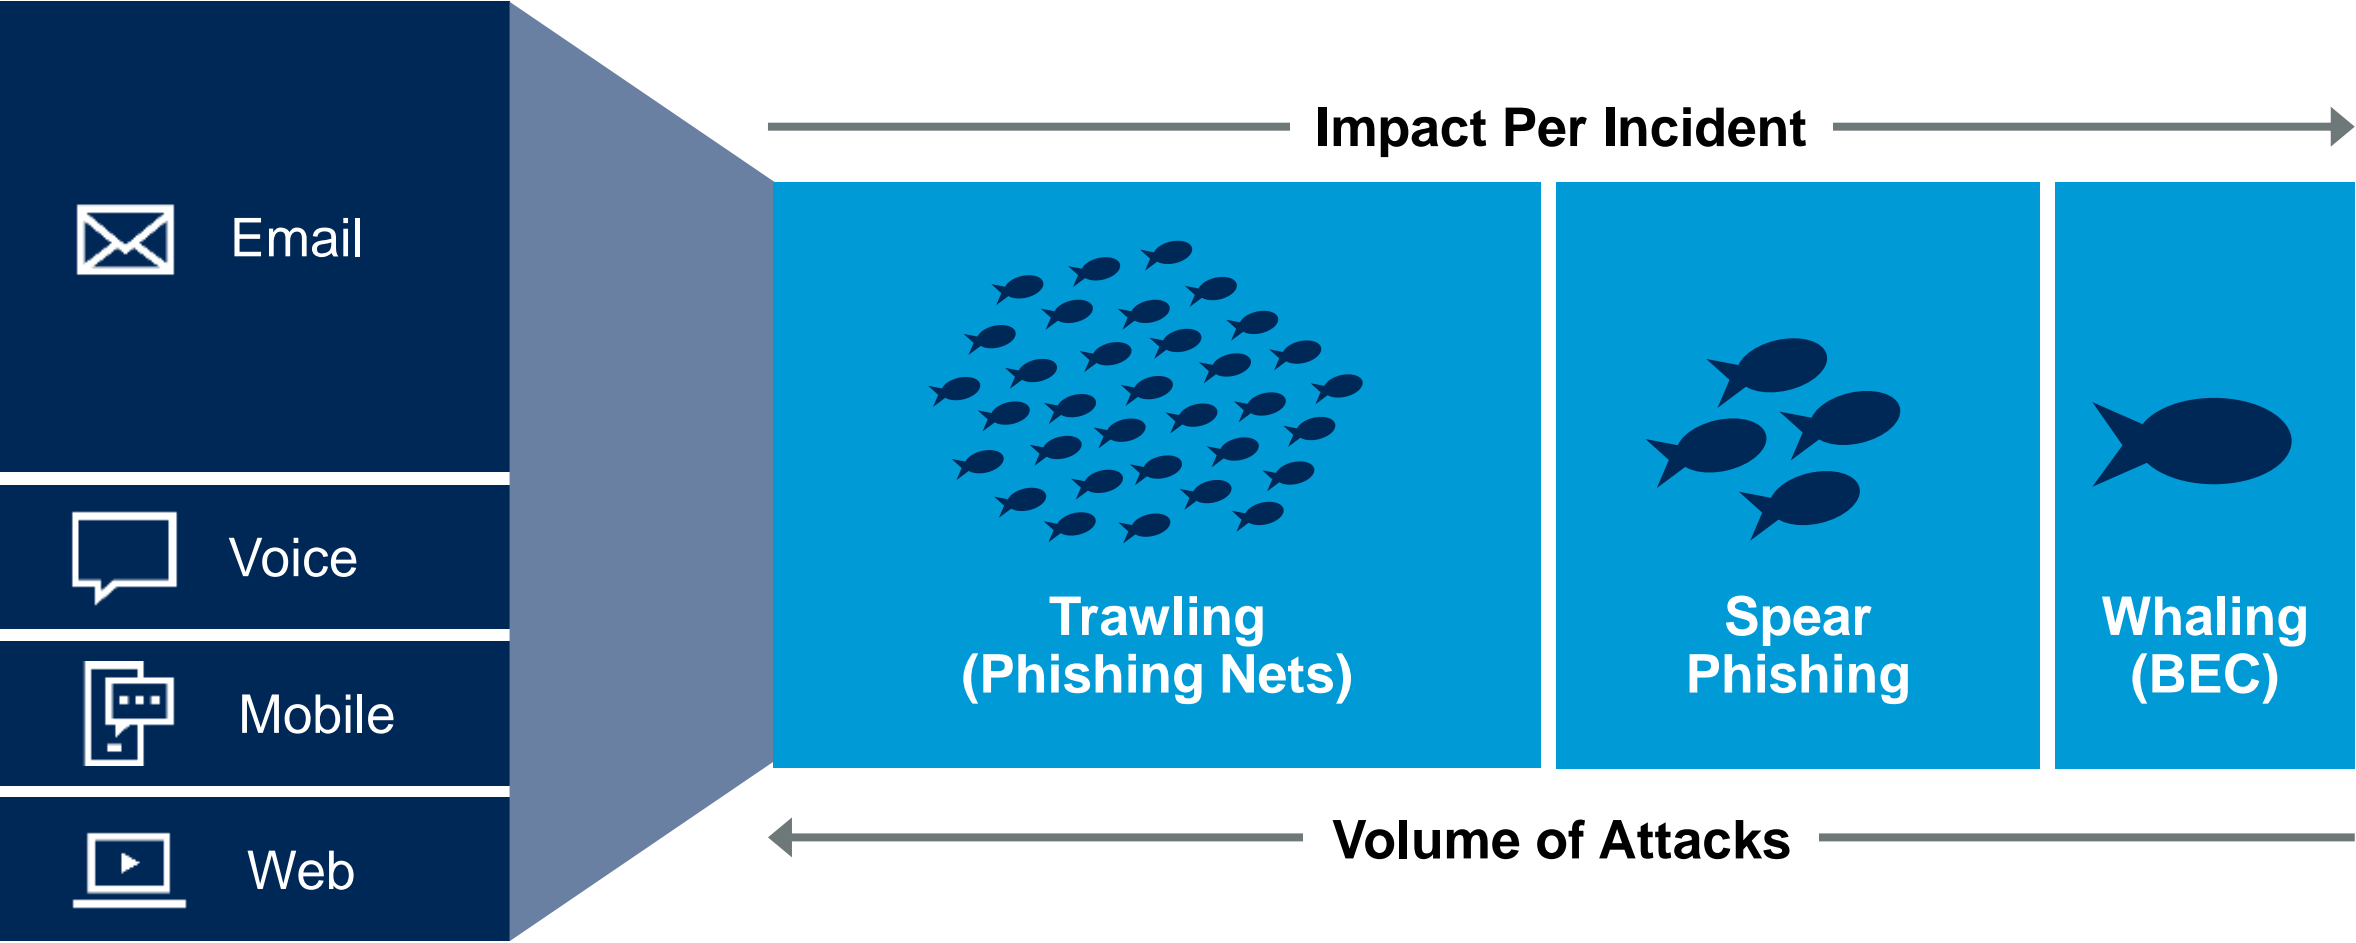 Email
Voice
Mobile
Web
Impact Per Incident
Trawling
(Phishing Nets)
Spear
Phishing
Whaling
(BEC)
Volume of Attacks